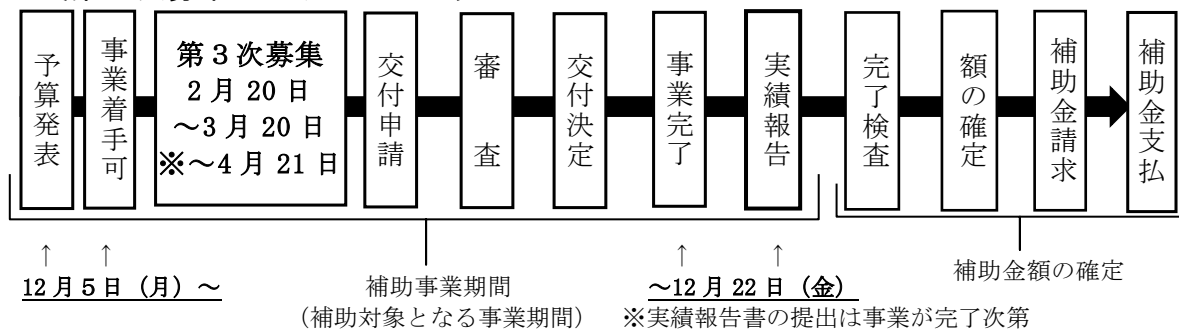 予算発表
事業着手可
第3次募集
2月20日
～3月20日
※～4月21日
交付申請
審査
交付決定
事業完了
実績報告
完了検査
額の確定
補助金請求
補助金支払
↑ ↑ ↑ ↑
12月5日（月）～
補助事業期間
（補助対象となる事業期間）
～12月22日（金）
※実績報告書の提出は事業が完了次第
補助金額の確定